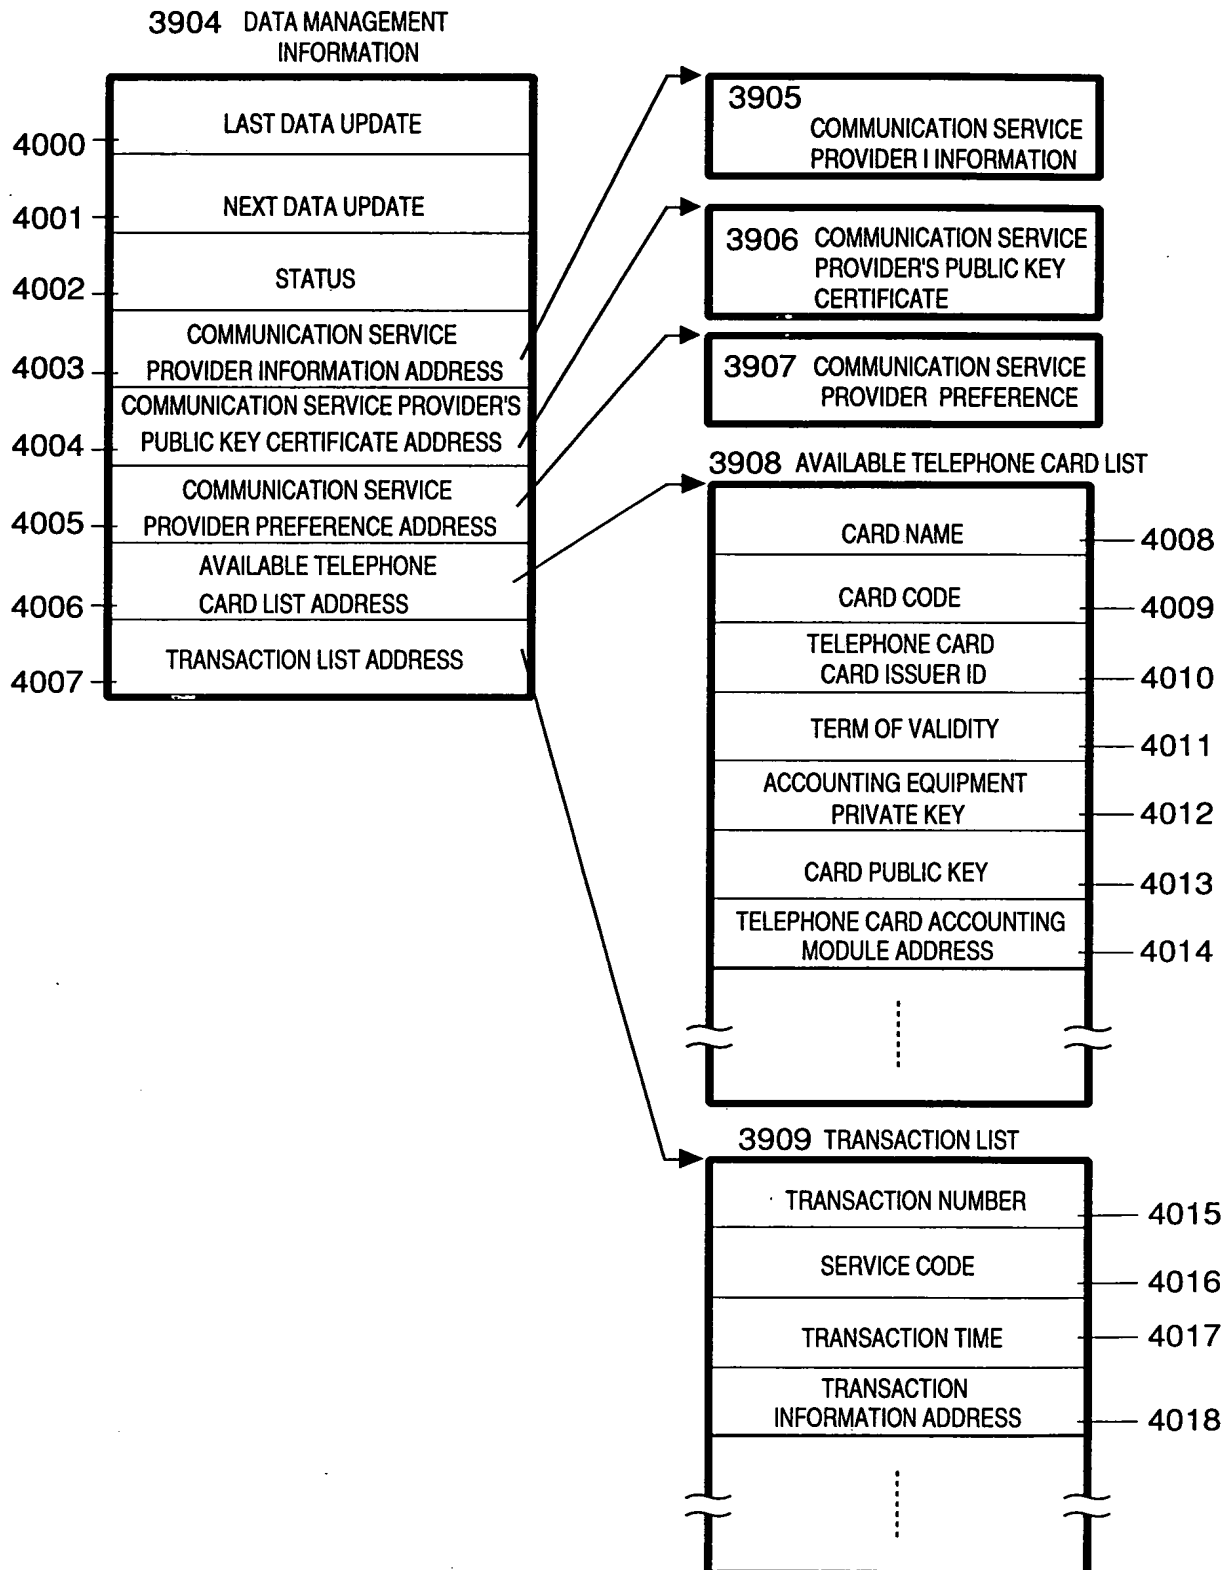 3904 DATA MANAGEMENT
INFORMATION
LAST DATA UPDATE
4000
NEXT DATA UPDATE
4001
STATUS
4002
COMMUNICATION SERVICE
PROVIDER INFORMATION ADDRESS
4003
COMMUNICATION SERVICE PROVIDER'S
PUBLIC KEY CERTIFICATE ADDRESS
4004
COMMUNICATION SERVICE
PROVIDER PREFERENCE ADDRESS
4005
AVAILABLE TELEPHONE
CARD LIST ADDRESS
4006
TRANSACTION LIST ADDRESS
4007
3905
COMMUNICATION SERVICE
PROVIDER I INFORMATION
3906 COMMUNICATION SERVICE
PROVIDER'S PUBLIC KEY
CERTIFICATE
3907 COMMUNICATION SERVICE
PROVIDER PREFERENCE
3908 AVAILABLE TELEPHONE CARD LIST
CARD NAME
4008
CARD CODE
4009
TELEPHONE CARD
CARD ISSUER ID
4010
TERM OF VALIDITY
4011
ACCOUNTING EQUIPMENT
PRIVATE KEY
4012
CARD PUBLIC KEY
4013
TELEPHONE CARD ACCOUNTING
MODULE ADDRESS
4014
3909 TRANSACTION LIST
TRANSACTION NUMBER
4015
SERVICE CODE
4016
TRANSACTION TIME
4017
TRANSACTION
INFORMATION ADDRESS
4018